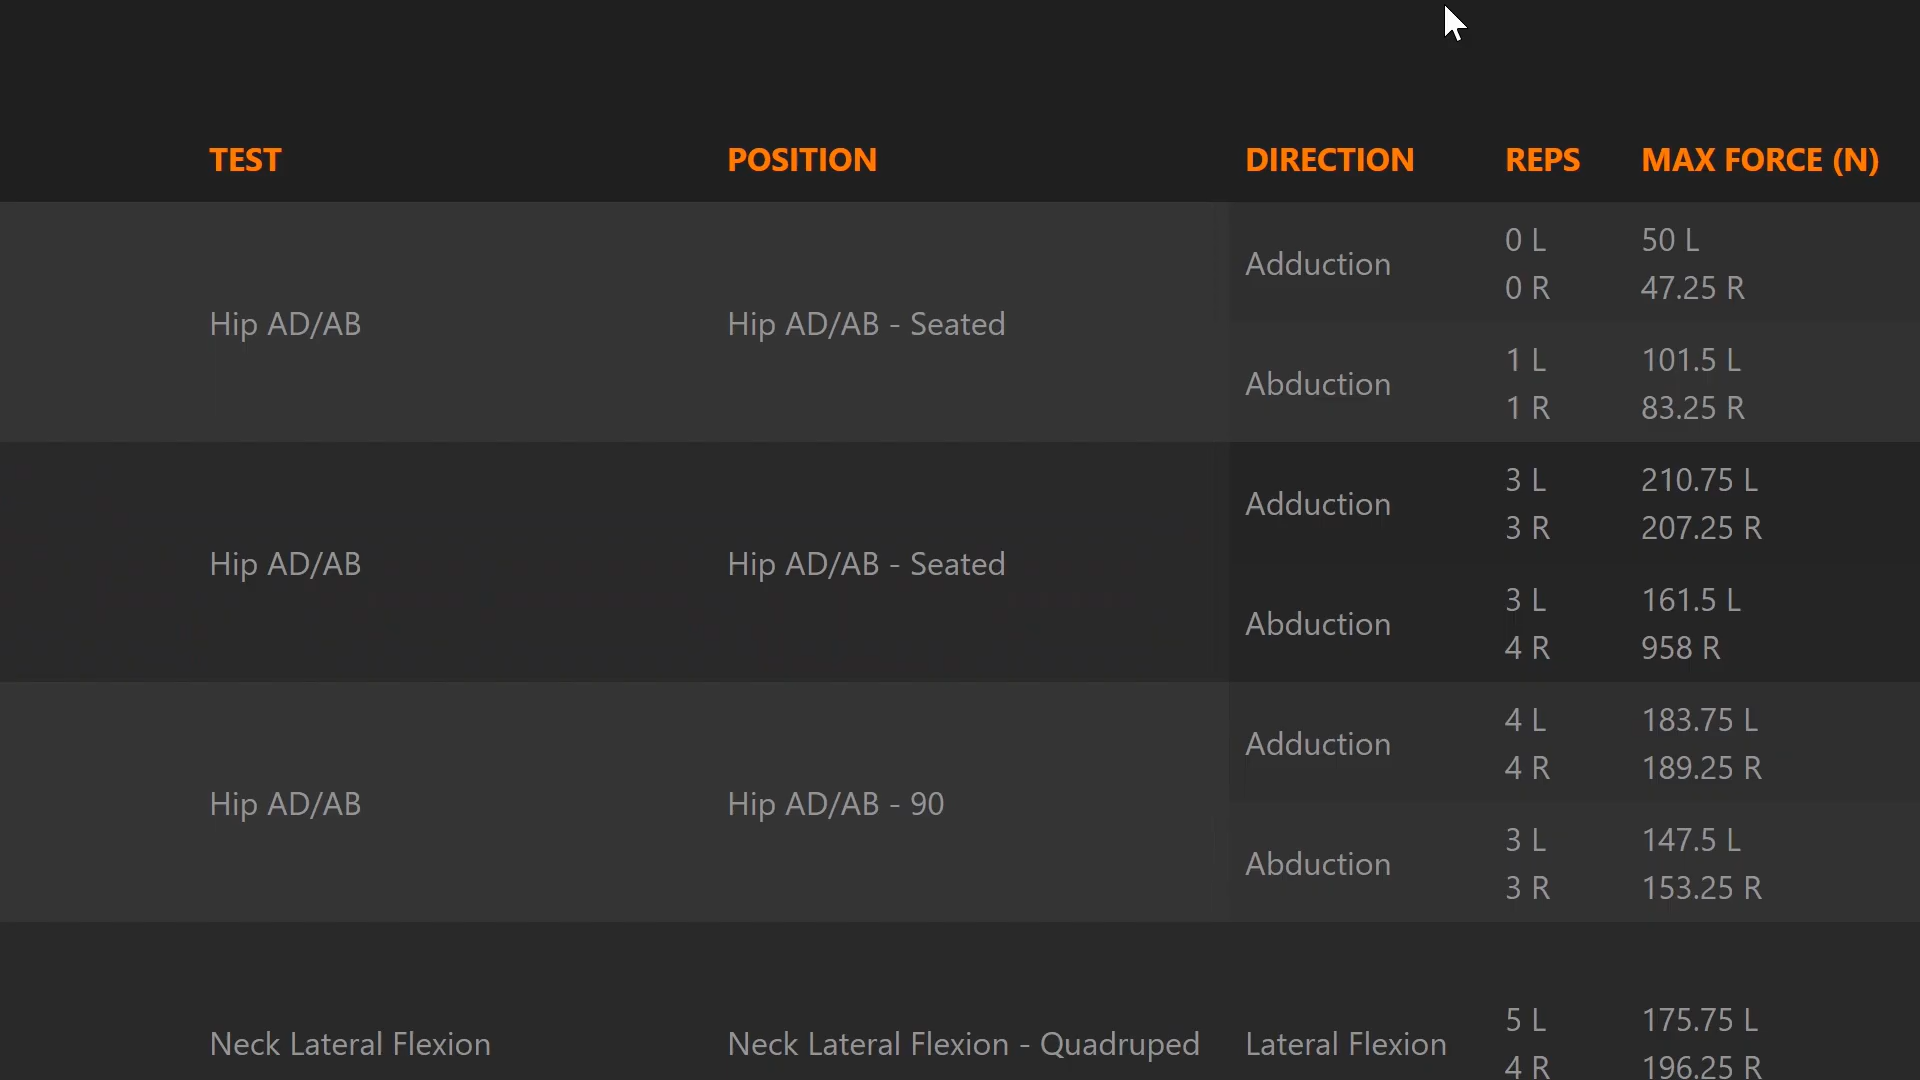 TEST POSITION DIRECTION REPS MAX FORCE (N)
Hip AD/AB Hip AD/AB - Seated
Adduction
0 L 50 L
0 R 47.25 R
Abduction
1 L 101.5 L
1 R 83.25 R
Hip AD/AB Hip AD/AB - Seated
Adduction
3 L 210.75 L
3 R 207.25 R
Abduction
3 L 161.5 L
4 R 958 R
Hip AD/AB Hip AD/AB - 90
Adduction
4 L 183.75 L
4 R 189.25 R
Abduction
3 L 147.5 L
3 R 153.25 R
Neck Lateral Flexion Neck Lateral Flexion - Quadruped Lateral Flexion
5 L 175.75 L
4 R 196.25 R